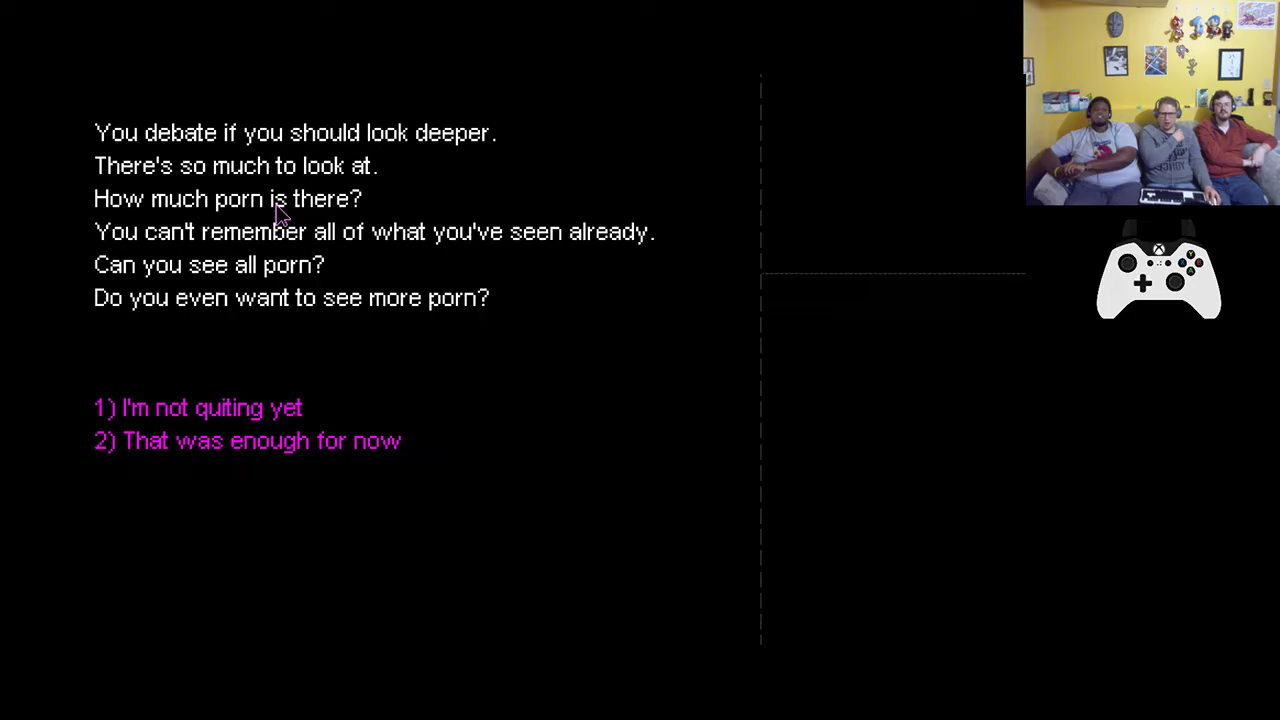 You debate if you should look deeper.
There's so much to look at.
How much porn is there?
You can't remember all of what you've seen already.
Can you see all porn?
Do you even want to see more porn?
1) I'm not quiting yet
2) That was enough for now